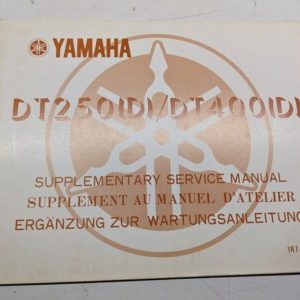 YAMAHA
DT250(D)/DT400(D)
SUPPLEMENTARY SERVICE MANUAL
SUPPLEMENT AU MANUEL D'ATELIER
ERGÄNZUNG ZUR WARTUNGSANLEITUNG